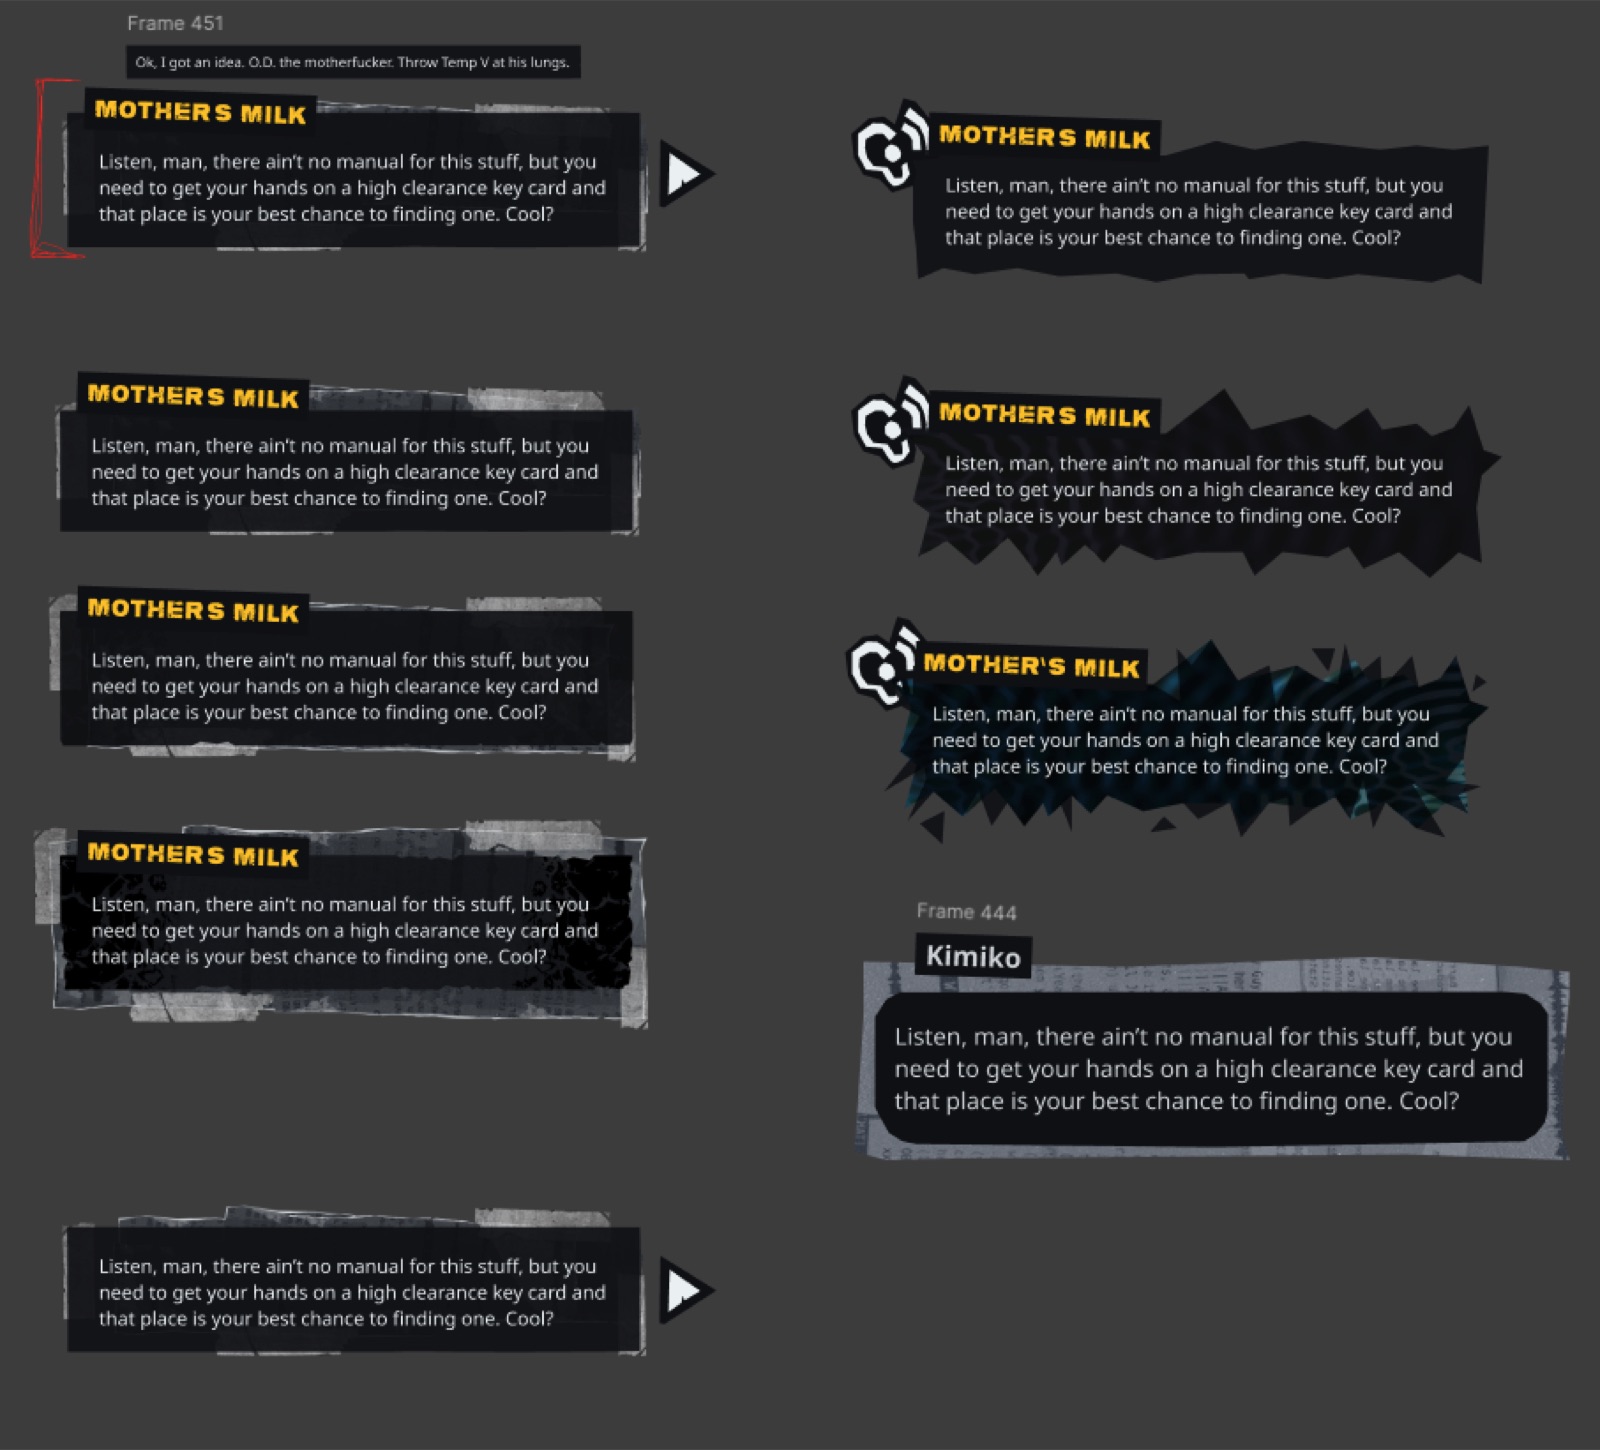 Frame 451
Ok, I got an idea. O.D. the motherfucker. Throw Temp V at his lungs.
MOTHERS MILK
Listen, man, there ain't no manual for this stuff, but you
need to get your hands on a high clearance key card and
that place is your best chance to finding one. Cool?
MOTHERS MILK
Listen, man, there ain't no manual for this stuff, but you
need to get your hands on a high clearance key card and
that place is your best chance to finding one. Cool?
MOTHERS MILK
Listen, man, there ain't no manual for this stuff, but you
need to get your hands on a high clearance key card and
that place is your best chance to finding one. Cool?
MOTHERS MILK
Listen, man, there ain't no manual for this stuff, but you
need to get your hands on a high clearance key card and
that place is your best chance to finding one. Cool?
Listen, man, there ain't no manual for this stuff, but you
need to get your hands on a high clearance key card and
that place is your best chance to finding one. Cool?
MOTHERS MILK
Listen, man, there ain't no manual for this stuff, but you
need to get your hands on a high clearance key card and
that place is your best chance to finding one. Cool?
MOTHERS MILK
Listen, man, there ain't no manual for this stuff, but you
need to get your hands on a high clearance key card and
that place is your best chance to finding one. Cool?
MOTHER'S MILK
Listen, man, there ain't no manual for this stuff, but you
need to get your hands on a high clearance key card and
that place is your best chance to finding one. Cool?
Frame 444
Kimiko
Listen, man, there ain't no manual for this stuff, but you
need to get your hands on a high clearance key card and
that place is your best chance to finding one. Cool?